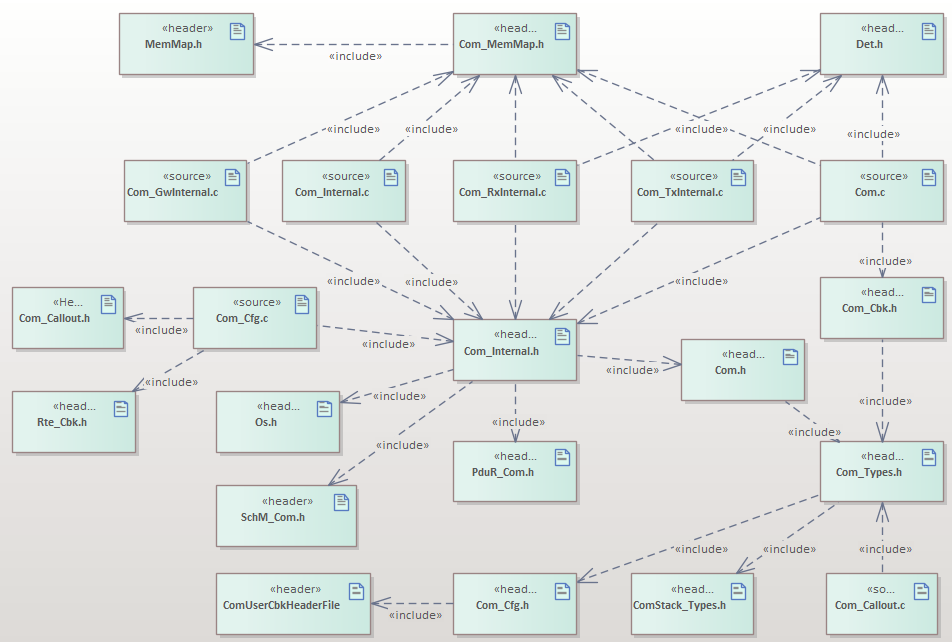 «header»
MemMap.h
«head...
Com_MemMap.h
«head...
Det.h
«include»
«include»
«include»
«include»
«include»
«include»
«source»
Com_GwInternal.c
«source»
Com_Internal.c
«source»
Com_RxInternal.c
«source»
Com_TxInternal.c
«source»
Com.c
«include»
«include»
«include»
«include»
«He...
Com_Callout.h
«source»
Com_Cfg.c
«head...
Com_Cbk.h
«include»
«include»
«head...
Com_Internal.h
«head...
Com.h
«include»
«include»
«include»
«include»
«head...
Rte_Cbk.h
«head...
Os.h
«include»
«include»
«include»
«head...
PduR_Com.h
«head...
Com_Types.h
«header»
SchM_Com.h
«include»
«include»
«include»
«header»
ComUserCbkHeaderFile
«include»
«head...
Com_Cfg.h
«head...
ComStack_Types.h
«so...
Com_Callout.c